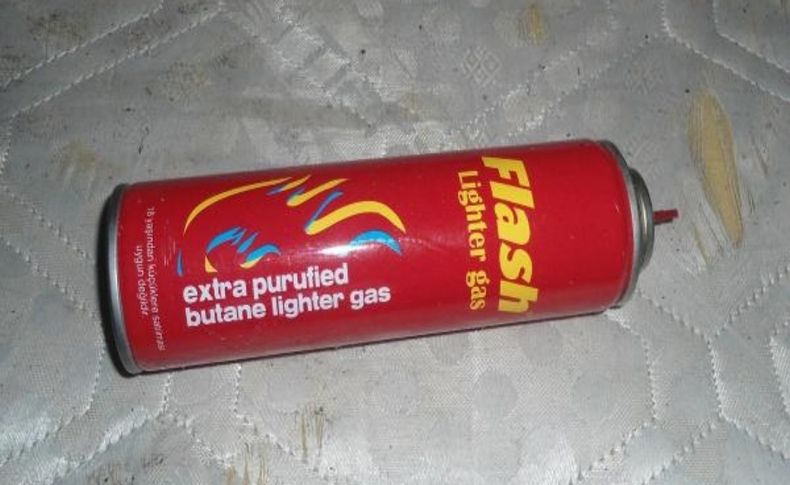 Flash
Lighter gas
extra purufied
butane lighter gas
18 yaşından küçüklere satılması
uygun değildir.